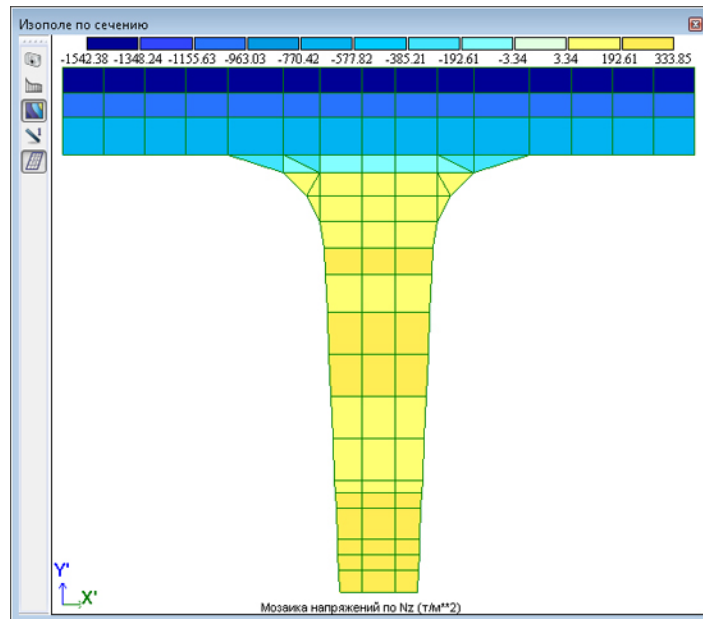 Изополе по сечению
-1542.38 -1348.24 -1155.63 -963.03 -770.42 -577.82 -385.21 -192.61 -3.34 3.34 192.61 333.85
Y'
X'
Мозаика напряжений по Nz (т/м**2)